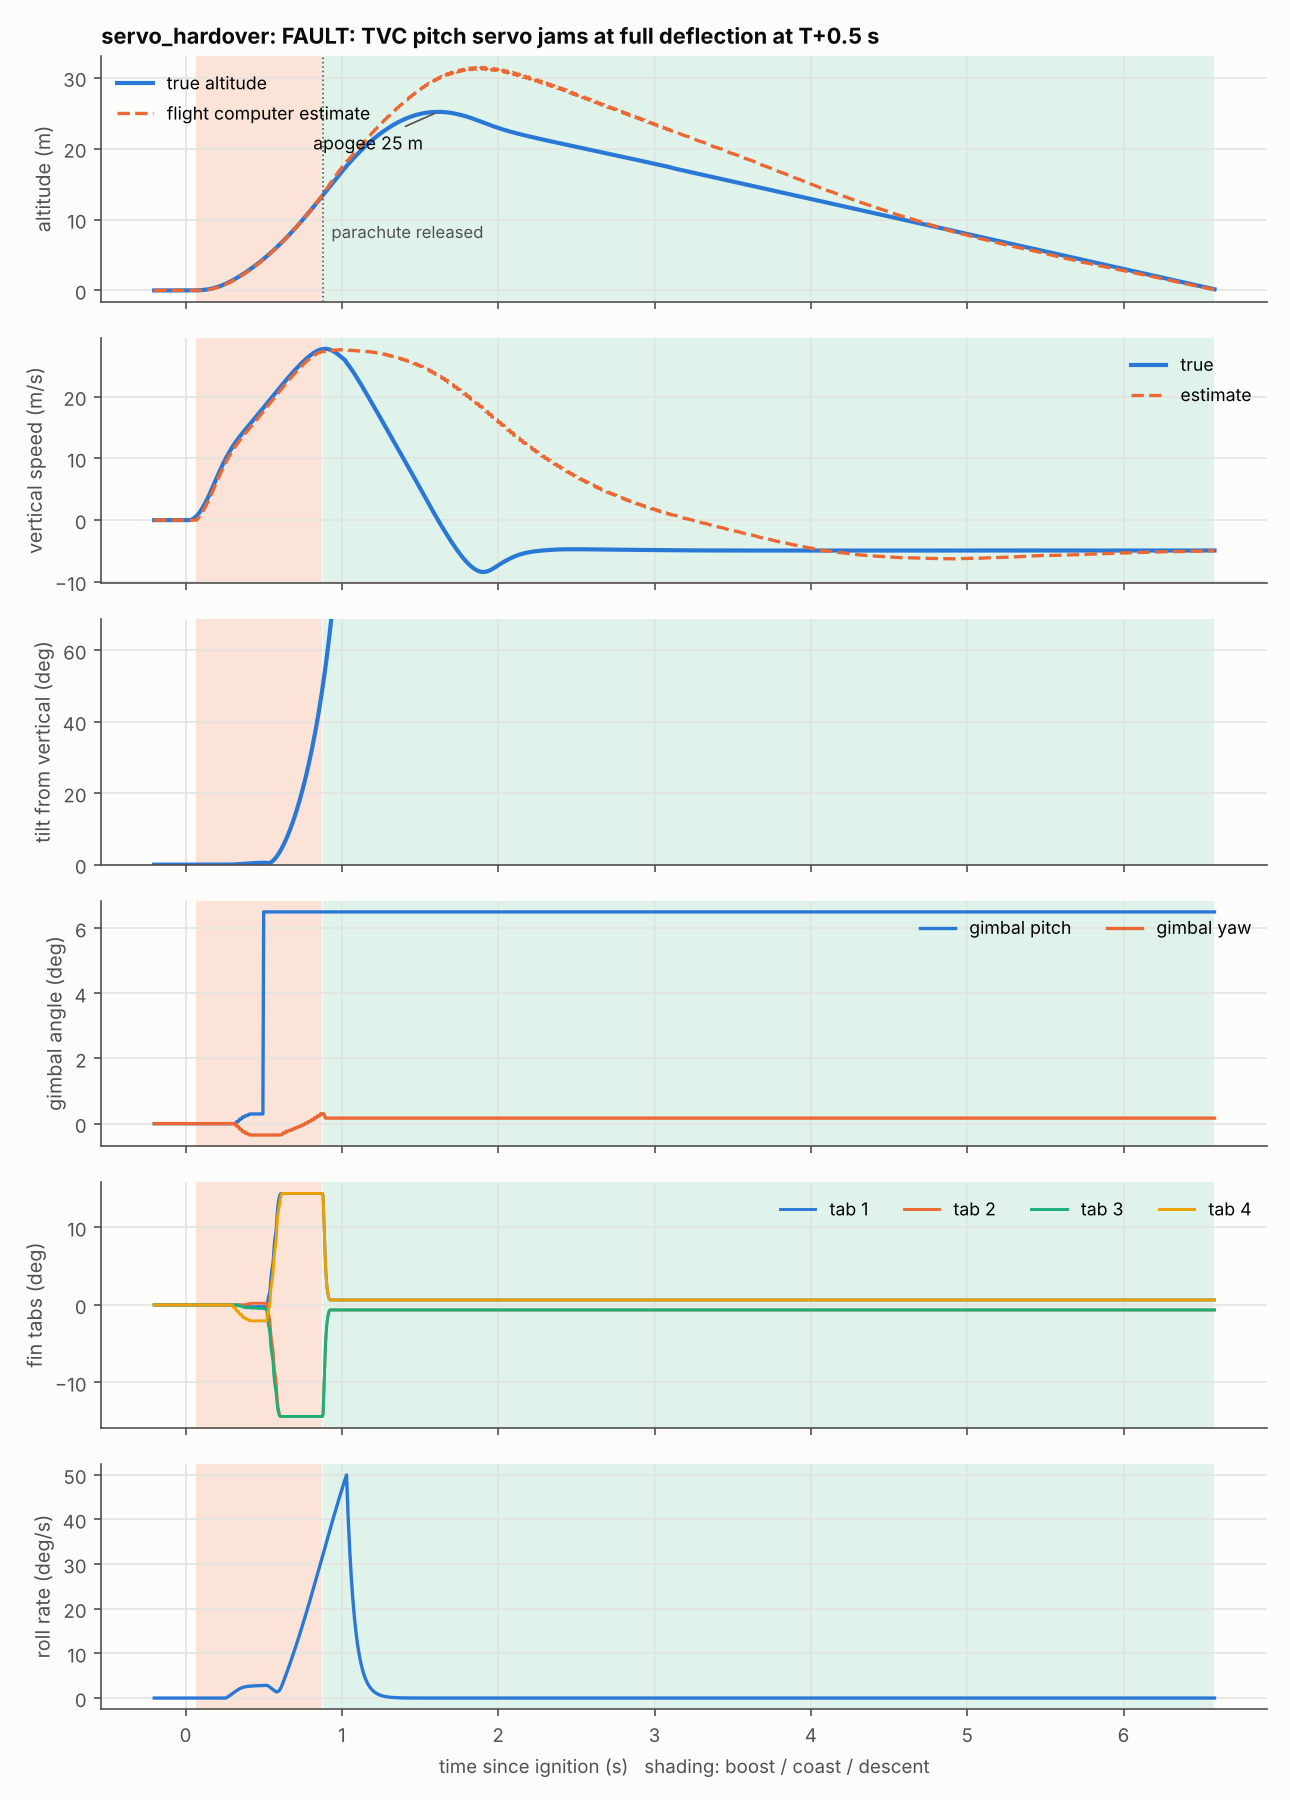 servo_hardover: FAULT: TVC pitch servo jams at full deflection at T+0.5 s
altitude (m)
30
20
10
0
true altitude
flight computer estimate
apogee 25 m
parachute released
vertical speed (m/s)
20
10
0
−10
true
estimate
tilt from vertical (deg)
60
40
20
0
gimbal angle (deg)
6
4
2
0
gimbal pitch gimbal yaw
fin tabs (deg)
10
0
−10
tab 1 tab 2 tab 3 tab 4
roll rate (deg/s)
50
40
30
20
10
0
0 1 2 3 4 5 6
time since ignition (s) shading: boost / coast / descent